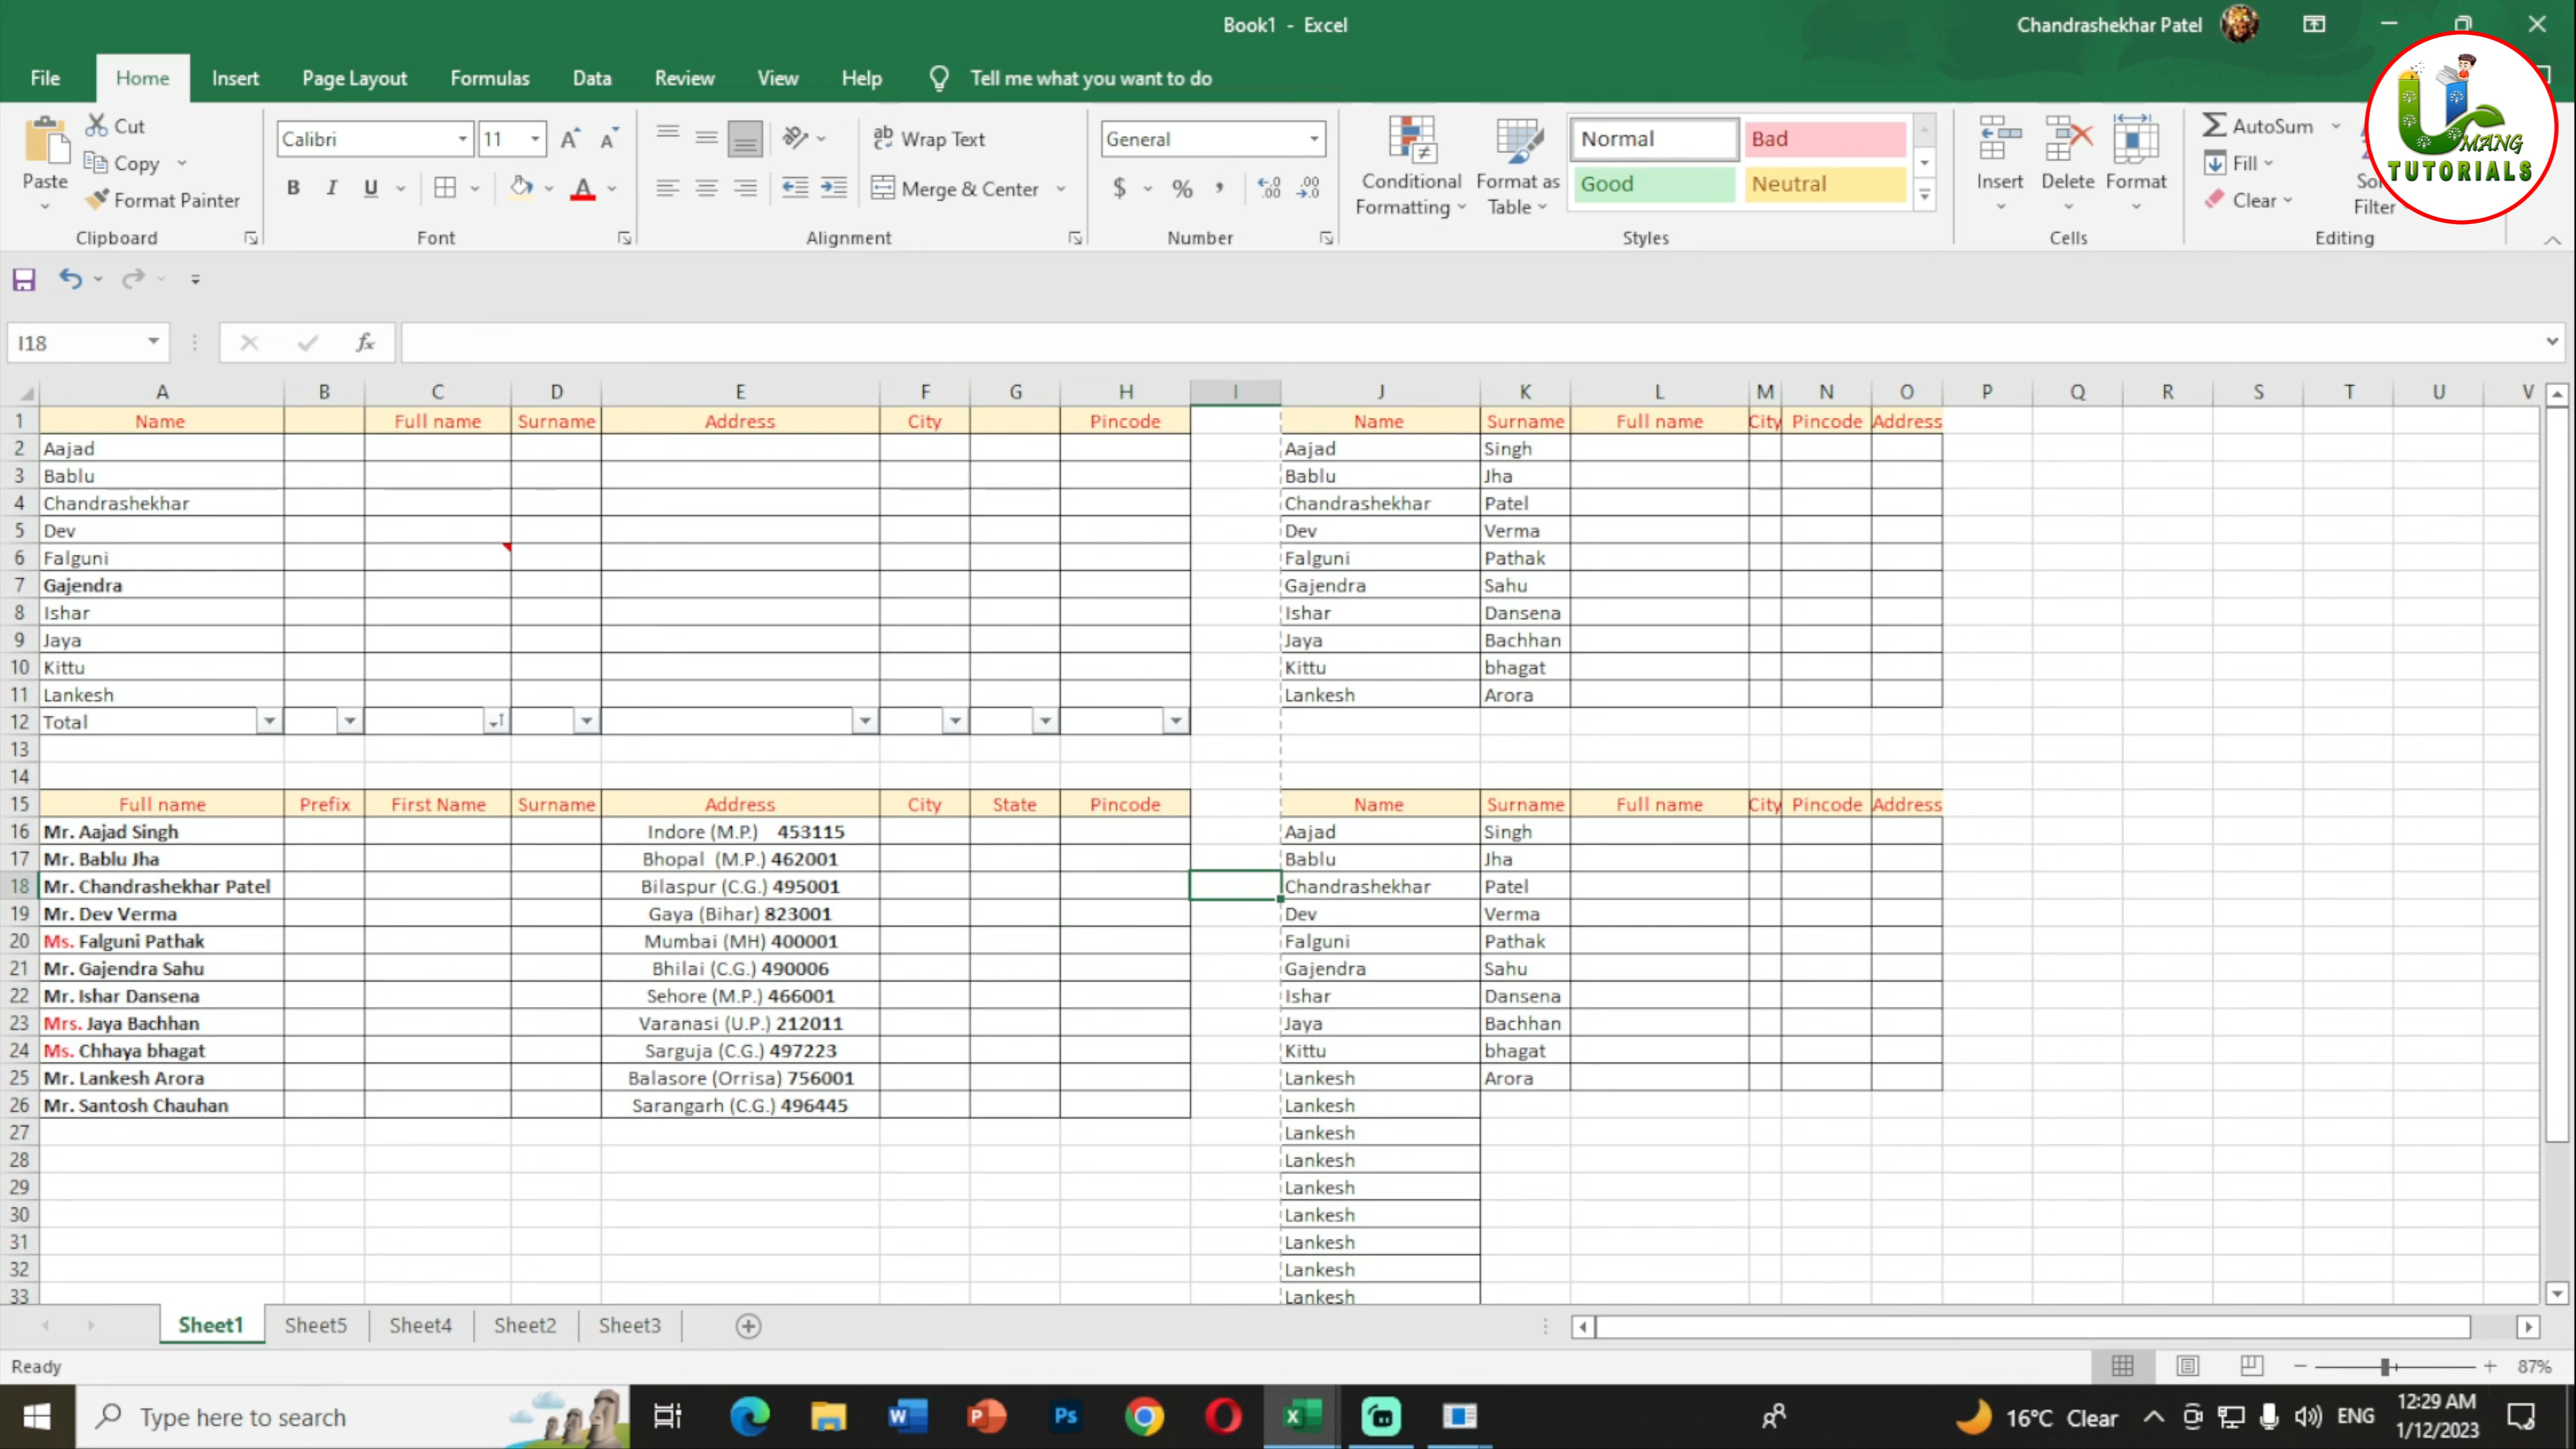 Book1 - Excel
Chandrashekhar Patel
File Home Insert Page Layout Formulas Data Review View Help Tell me what you want to do
MANG
TUTORIALS
Paste
Cut
Copy
Format Painter
Clipboard
Calibri 11
B I U
Font
Wrap Text
Merge & Center
Alignment
General
$ % ,
Number
Conditional Formatting
Format as Table
Normal Bad
Good Neutral
Styles
Insert Delete Format
Cells
AutoSum
Fill
Clear
Filter
Editing
I18
fx
A B C D E F G H I J K L M N O P Q R S T U V
1 Name Full name Surname Address City Pincode Name Surname Full name City Pincode Address
2 Aajad Aajad Singh
3 Bablu Bablu Jha
4 Chandrashekhar Chandrashekhar Patel
5 Dev Dev Verma
6 Falguni Falguni Pathak
7 Gajendra Gajendra Sahu
8 Ishar Ishar Dansena
9 Jaya Jaya Bachhan
10 Kittu Kittu bhagat
11 Lankesh Lankesh Arora
12 Total
13
14
15 Full name Prefix First Name Surname Address City State Pincode Name Surname Full name City Pincode Address
16 Mr. Aajad Singh Indore (M.P.) 453115 Aajad Singh
17 Mr. Bablu Jha Bhopal (M.P.) 462001 Bablu Jha
18 Mr. Chandrashekhar Patel Bilaspur (C.G.) 495001 Chandrashekhar Patel
19 Mr. Dev Verma Gaya (Bihar) 823001 Dev Verma
20 Ms. Falguni Pathak Mumbai (MH) 400001 Falguni Pathak
21 Mr. Gajendra Sahu Bhilai (C.G.) 490006 Gajendra Sahu
22 Mr. Ishar Dansena Sehore (M.P.) 466001 Ishar Dansena
23 Mrs. Jaya Bachhan Varanasi (U.P.) 212011 Jaya Bachhan
24 Ms. Chhaya bhagat Sarguja (C.G.) 497223 Kittu bhagat
25 Mr. Lankesh Arora Balasore (Orrisa) 756001 Lankesh Arora
26 Mr. Santosh Chauhan Sarangarh (C.G.) 496445 Lankesh
27 Lankesh
28 Lankesh
29 Lankesh
30 Lankesh
31 Lankesh
32 Lankesh
33 Lankesh
Sheet1 Sheet5 Sheet4 Sheet2 Sheet3
Ready
87%
Type here to search
16°C Clear
ENG
12:29 AM
1/12/2023